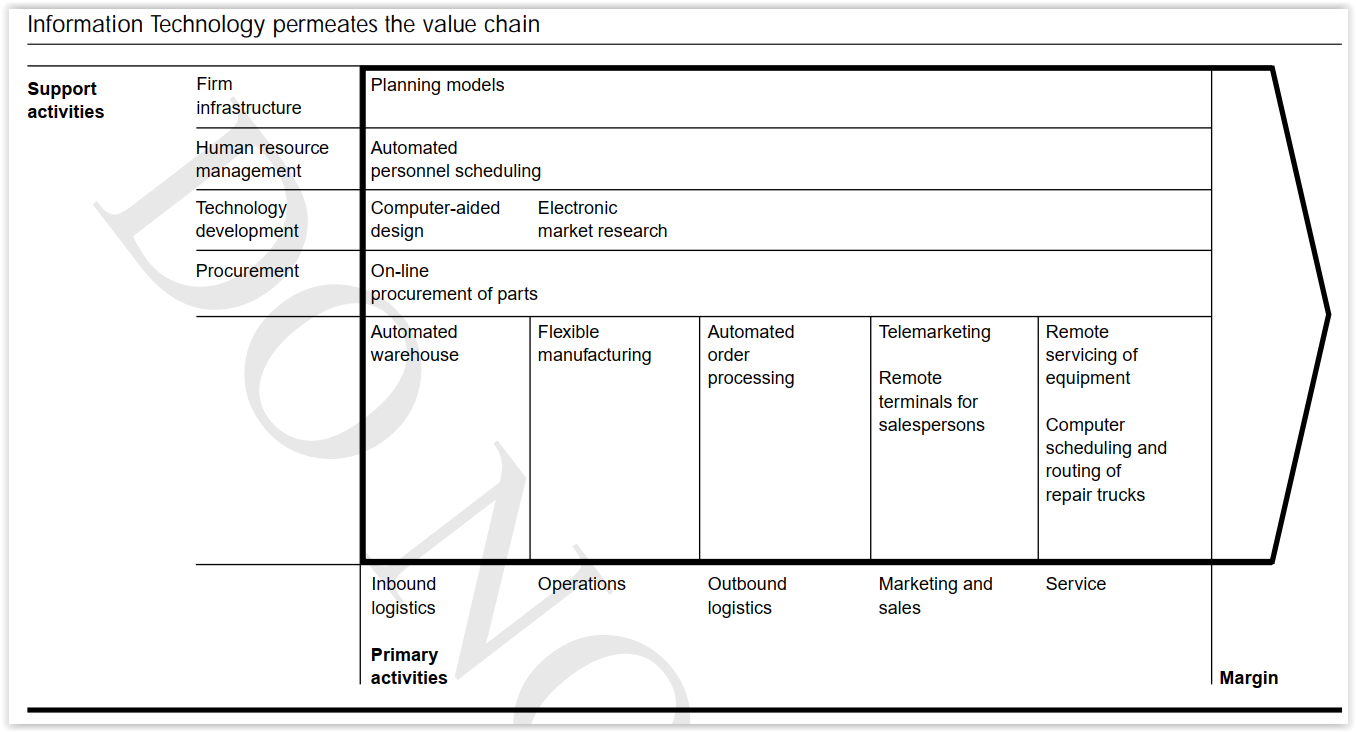 Information Technology permeates the value chain
Support
activities
Firm
infrastructure
Planning models
Human resource
management
Automated
personnel scheduling
Technology
development
Computer-aided
design
Electronic
market research
Procurement
On-line
procurement of parts
Automated
warehouse
Flexible
manufacturing
Automated
order
processing
Telemarketing
Remote
terminals for
salespersons
Remote
servicing of
equipment
Computer
scheduling and
routing of
repair trucks
Inbound
logistics
Operations
Outbound
logistics
Marketing and
sales
Service
Primary
activities
Margin
DO NO